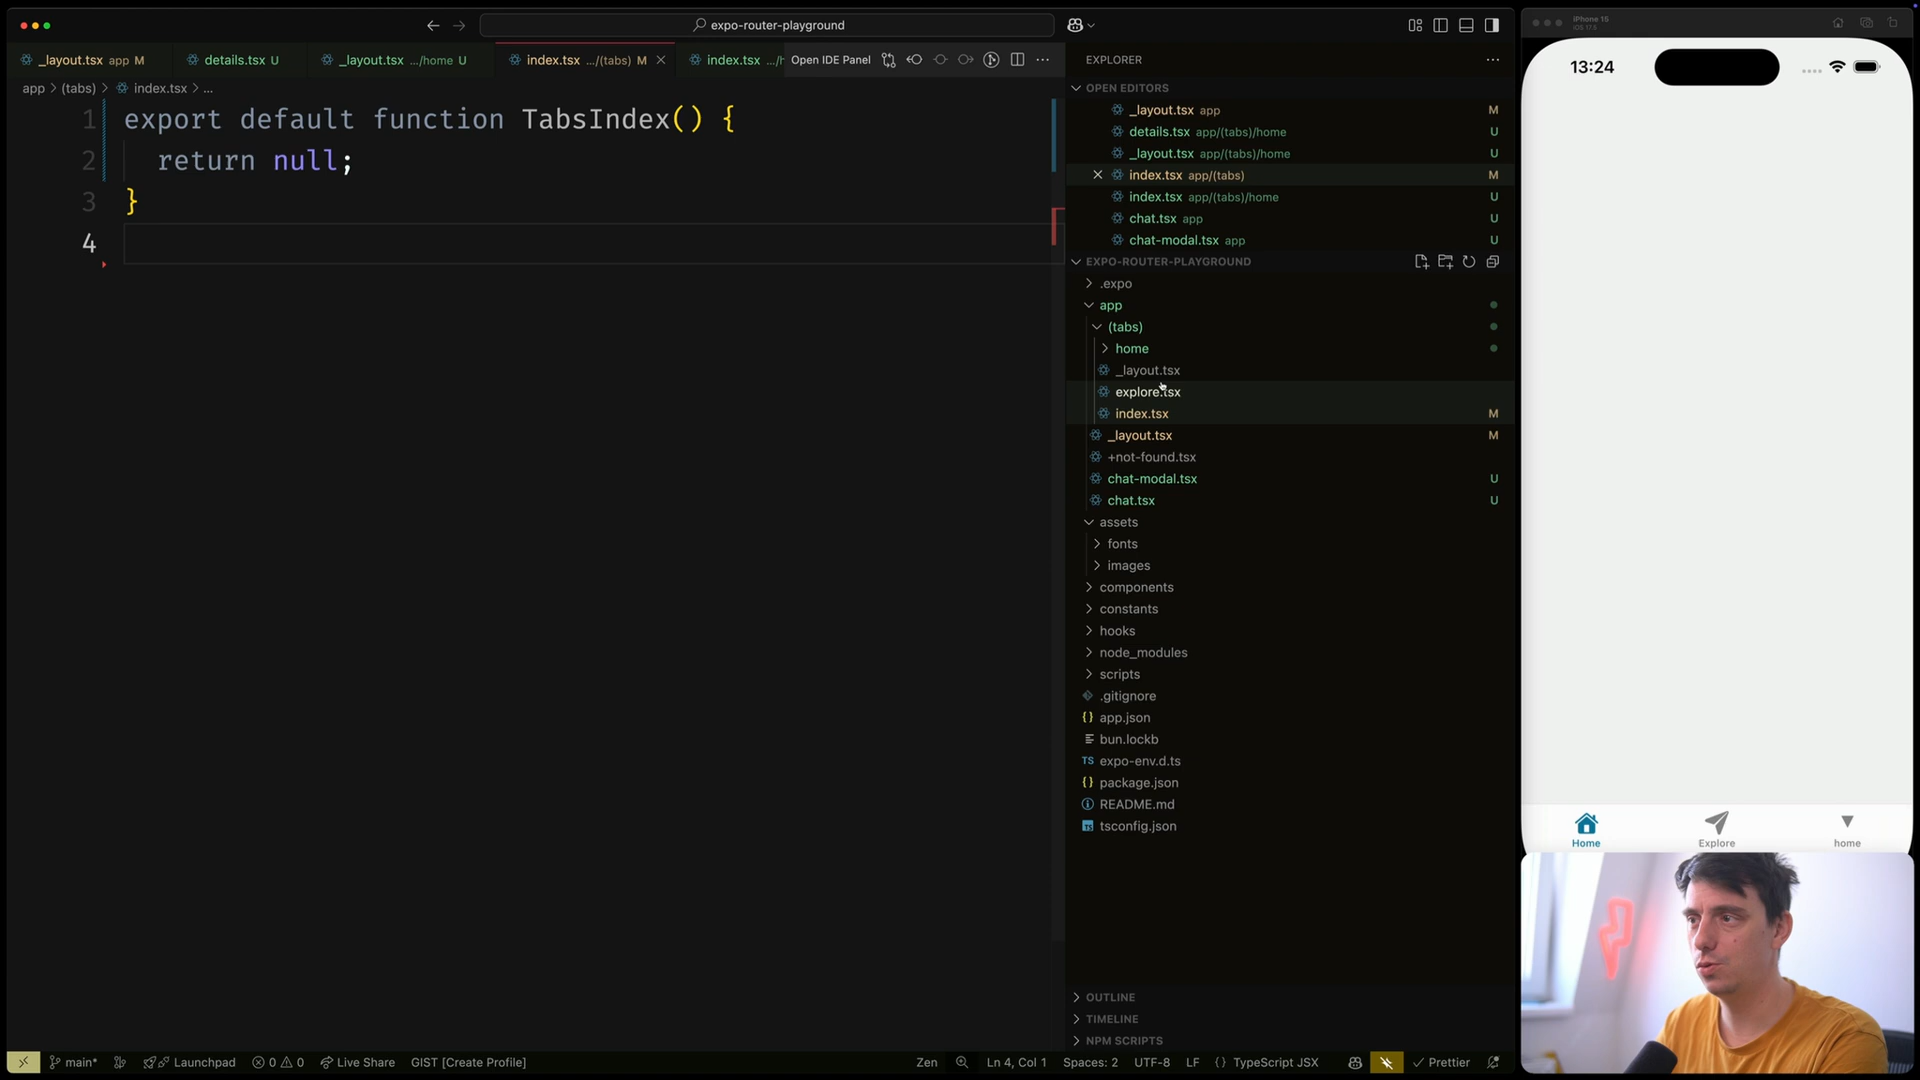 expo-router-playground
_layout.tsx app M
details.tsx U
_layout.tsx .../home U
index.tsx .../(tabs) M
index.tsx .../h
Open IDE Panel
app > (tabs) > index.tsx > ...
1 export default function TabsIndex() {
2 return null;
3 }
4
EXPLORER
OPEN EDITORS
_layout.tsx app M
details.tsx app/(tabs)/home U
_layout.tsx app/(tabs)/home U
index.tsx app/(tabs) M
index.tsx app/(tabs)/home U
chat.tsx app U
chat-modal.tsx app U
EXPO-ROUTER-PLAYGROUND
.expo
app
(tabs)
home
_layout.tsx
explore.tsx
index.tsx M
_layout.tsx M
+not-found.tsx
chat-modal.tsx U
chat.tsx U
assets
fonts
images
components
constants
hooks
node_modules
scripts
.gitignore
{} app.json
bun.lockb
TS expo-env.d.ts
{} package.json
README.md
TS tsconfig.json
OUTLINE
TIMELINE
NPM SCRIPTS
main* Launchpad 0 0 Live Share GIST [Create Profile]
Zen Ln 4, Col 1 Spaces: 2 UTF-8 LF {} TypeScript JSX Prettier
iPhone 15
iOS 17.5
13:24
Home Explore home